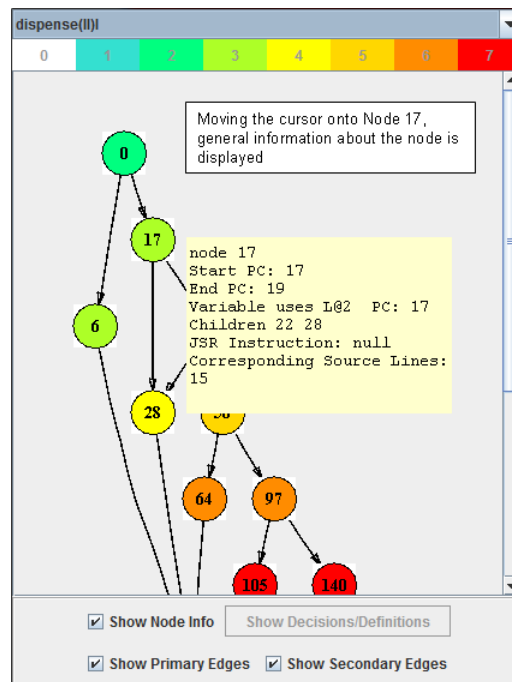 dispense(II)I
0 1 2 3 4 5 6 7
Moving the cursor onto Node 17,
general information about the node is
displayed
0
17
node 17
Start PC: 17
End PC: 19
Variable uses L@2  PC: 17
Children 22 28
JSR Instruction: null
Corresponding Source Lines:
15
6
28
64
97
105
140
Show Node Info
Show Decisions/Definitions
Show Primary Edges
Show Secondary Edges